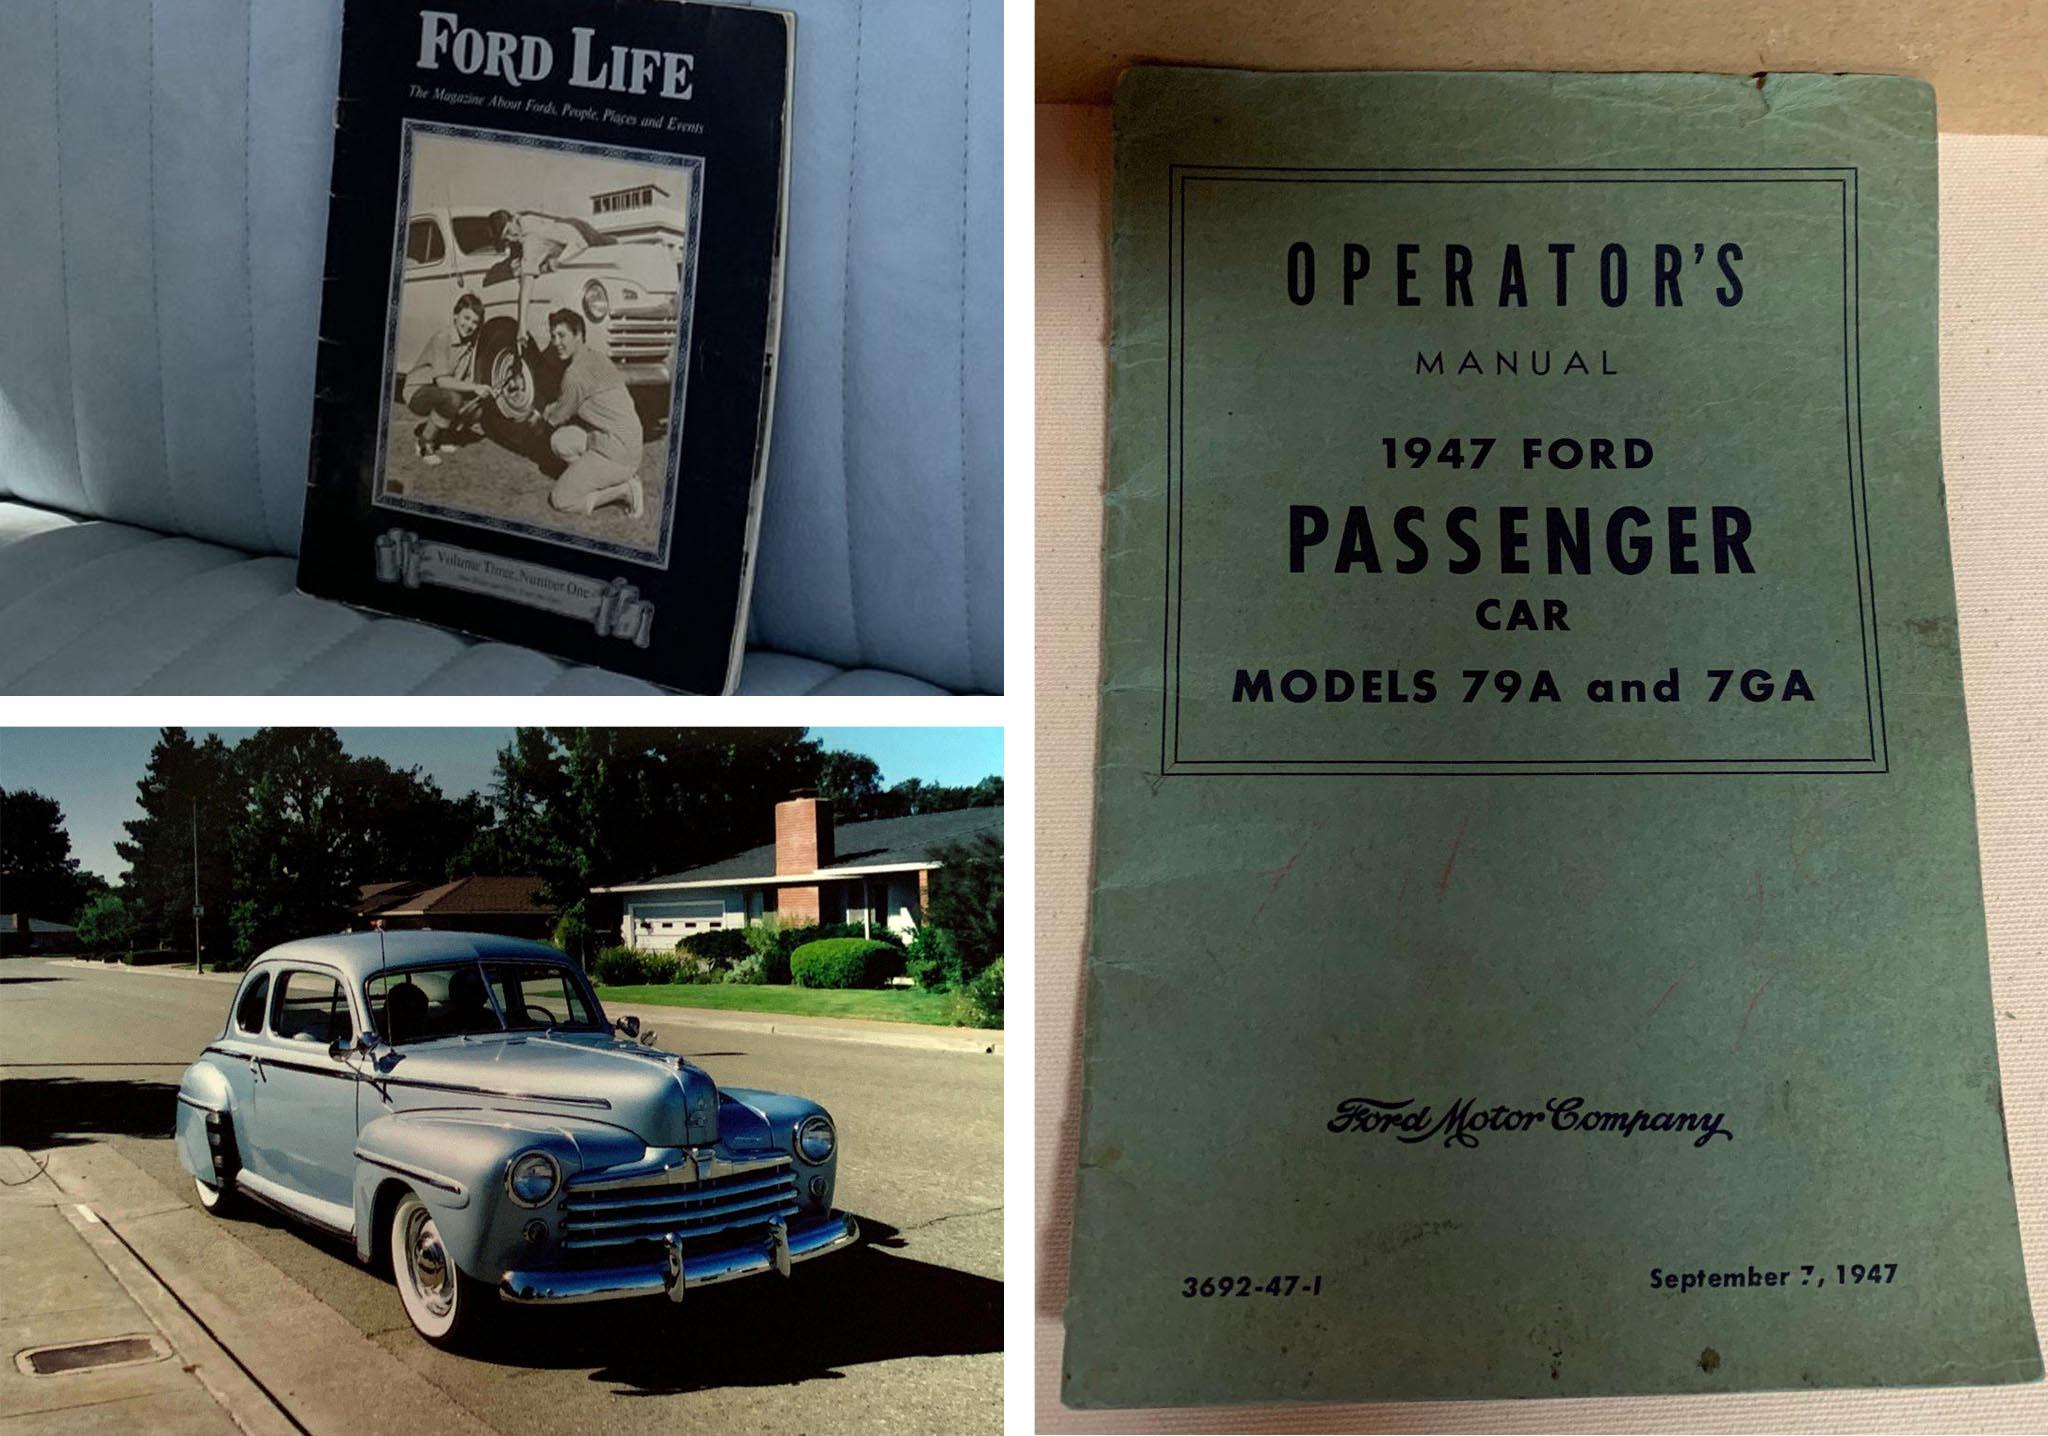 FORD LIFE
The Magazine About Fords, People, Places and Events
Volume Three, Number One
OPERATOR'S
MANUAL
1947 FORD
PASSENGER
CAR
MODELS 79A and 7GA
Ford Motor Company
3692-47-I
September 7, 1947